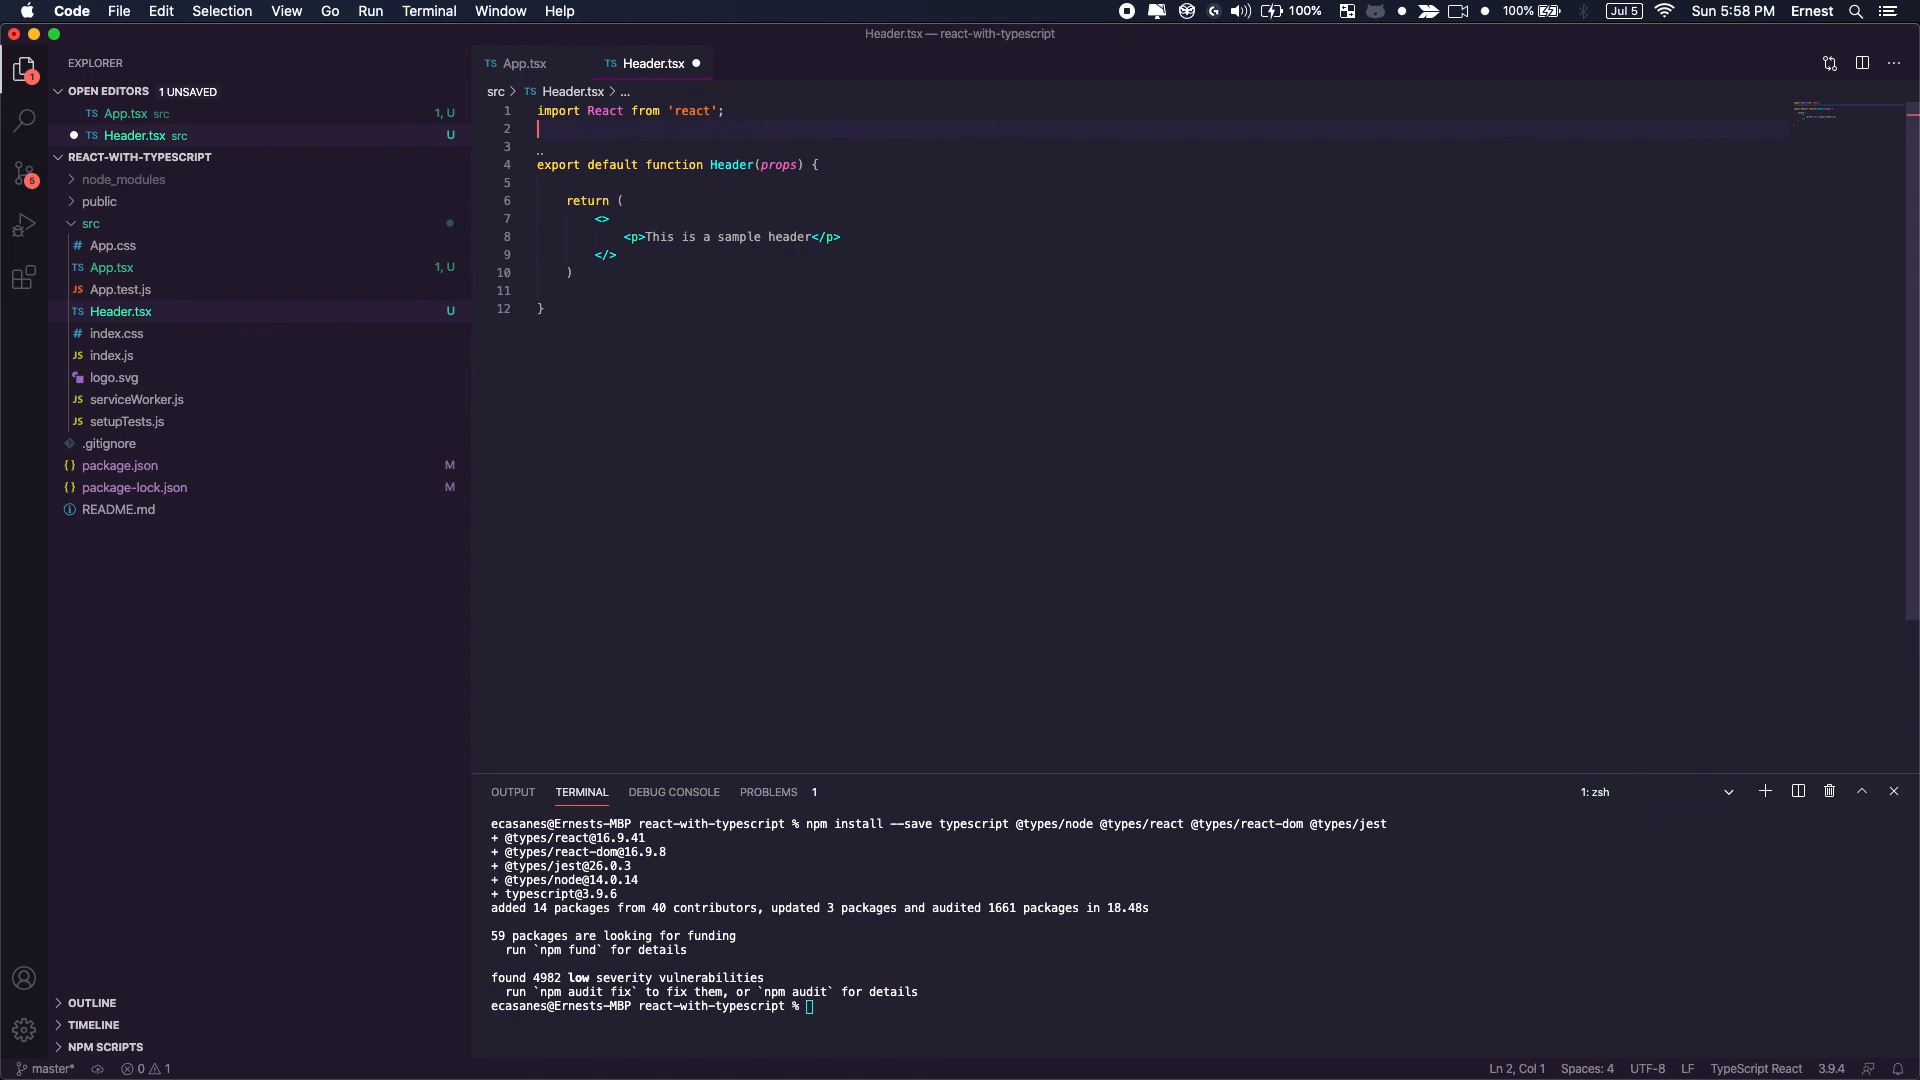 Code File Edit Selection View Go Run Terminal Window Help 100% 100% Jul 5 Sun 5:58 PM Ernest
Header.tsx — react-with-typescript
EXPLORER
OPEN EDITORS 1 UNSAVED
TS App.tsx src 1, U
TS Header.tsx src U
REACT-WITH-TYPESCRIPT
node_modules
public
src
# App.css
TS App.tsx 1, U
TS App.test.js
TS Header.tsx U
# index.css
JS index.js
logo.svg
JS serviceWorker.js
JS setupTests.js
.gitignore
{} package.json M
{} package-lock.json M
README.md
OUTLINE
TIMELINE
NPM SCRIPTS
1
5
TS App.tsx TS Header.tsx
src > TS Header.tsx > ...
1 import React from 'react';
2
3
4 export default function Header(props) {
5
6 return (
7 <>
8 <p>This is a sample header</p>
9 </>
10 )
11
12 }
OUTPUT TERMINAL DEBUG CONSOLE PROBLEMS 1 1: zsh
ecasanes@Ernests-MBP react-with-typescript % npm install --save typescript @types/node @types/react @types/react-dom @types/jest
+ @types/react@16.9.41
+ @types/react-dom@16.9.8
+ @types/jest@26.0.3
+ @types/node@14.0.14
+ typescript@3.9.6
added 14 packages from 40 contributors, updated 3 packages and audited 1661 packages in 18.48s
59 packages are looking for funding
run `npm fund` for details
found 4982 low severity vulnerabilities
run `npm audit fix` to fix them, or `npm audit` for details
ecasanes@Ernests-MBP react-with-typescript %
master* 0 1 Ln 2, Col 1 Spaces: 4 UTF-8 LF TypeScript React 3.9.4